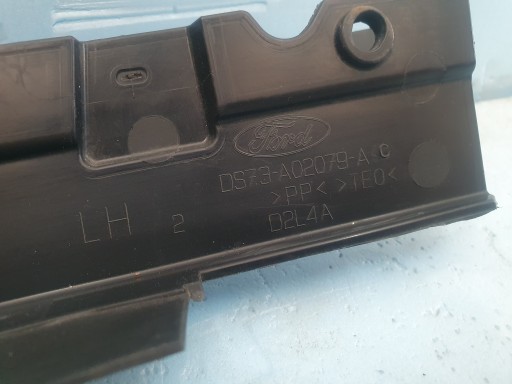 Ford
DS73-A02079-A
>PP< >TEO<
LH 2 D2L4A